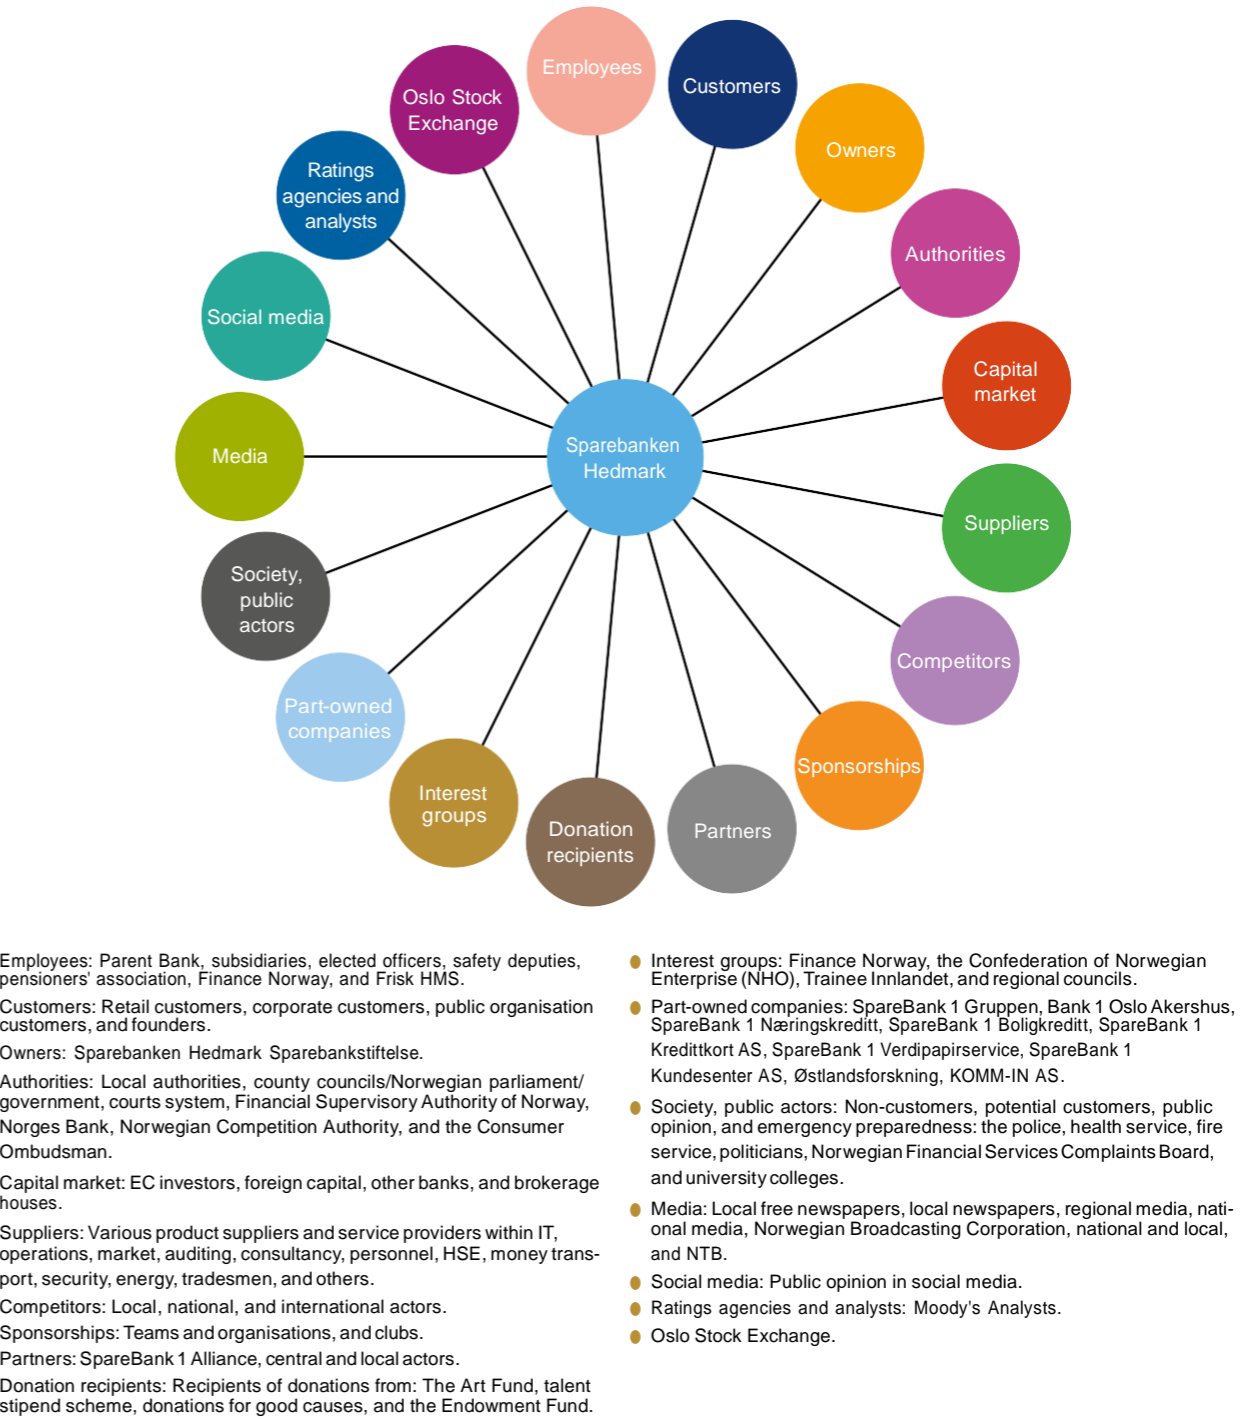 Employees
Customers
Oslo Stock
Exchange
Owners
Ratings
agencies and
analysts
Authorities
Social media
Capital
market
Sparebanken
Hedmark
Media
Suppliers
Society,
public
actors
Competitors
Part-owned
companies
Sponsorships
Interest
groups
Donation
recipients
Partners
Employees: Parent Bank, subsidiaries, elected officers, safety deputies,
pensioners' association, Finance Norway, and Frisk HMS.
Customers: Retail customers, corporate customers, public organisation
customers, and founders.
Owners: Sparebanken Hedmark Sparebankstiftelse.
Authorities: Local authorities, county councils/Norwegian parliament/
government, courts system, Financial Supervisory Authority of Norway,
Norges Bank, Norwegian Competition Authority, and the Consumer
Ombudsman.
Capital market: EC investors, foreign capital, other banks, and brokerage
houses.
Suppliers: Various product suppliers and service providers within IT,
operations, market, auditing, consultancy, personnel, HSE, money trans-
port, security, energy, tradesmen, and others.
Competitors: Local, national, and international actors.
Sponsorships: Teams and organisations, and clubs.
Partners: SpareBank 1 Alliance, central and local actors.
Donation recipients: Recipients of donations from: The Art Fund, talent
stipend scheme, donations for good causes, and the Endowment Fund.
Interest groups: Finance Norway, the Confederation of Norwegian
Enterprise (NHO), Trainee Innlandet, and regional councils.
Part-owned companies: SpareBank 1 Gruppen, Bank 1 Oslo Akershus,
SpareBank 1 Næringskreditt, SpareBank 1 Boligkreditt, SpareBank 1
Kredittkort AS, SpareBank 1 Verdipapirservice, SpareBank 1
Kundesenter AS, Østlandsforskning, KOMM-IN AS.
Society, public actors: Non-customers, potential customers, public
opinion, and emergency preparedness: the police, health service, fire
service, politicians, Norwegian Financial Services Complaints Board,
and university colleges.
Media: Local free newspapers, local newspapers, regional media, nati-
onal media, Norwegian Broadcasting Corporation, national and local,
and NTB.
Social media: Public opinion in social media.
Ratings agencies and analysts: Moody's Analysts.
Oslo Stock Exchange.